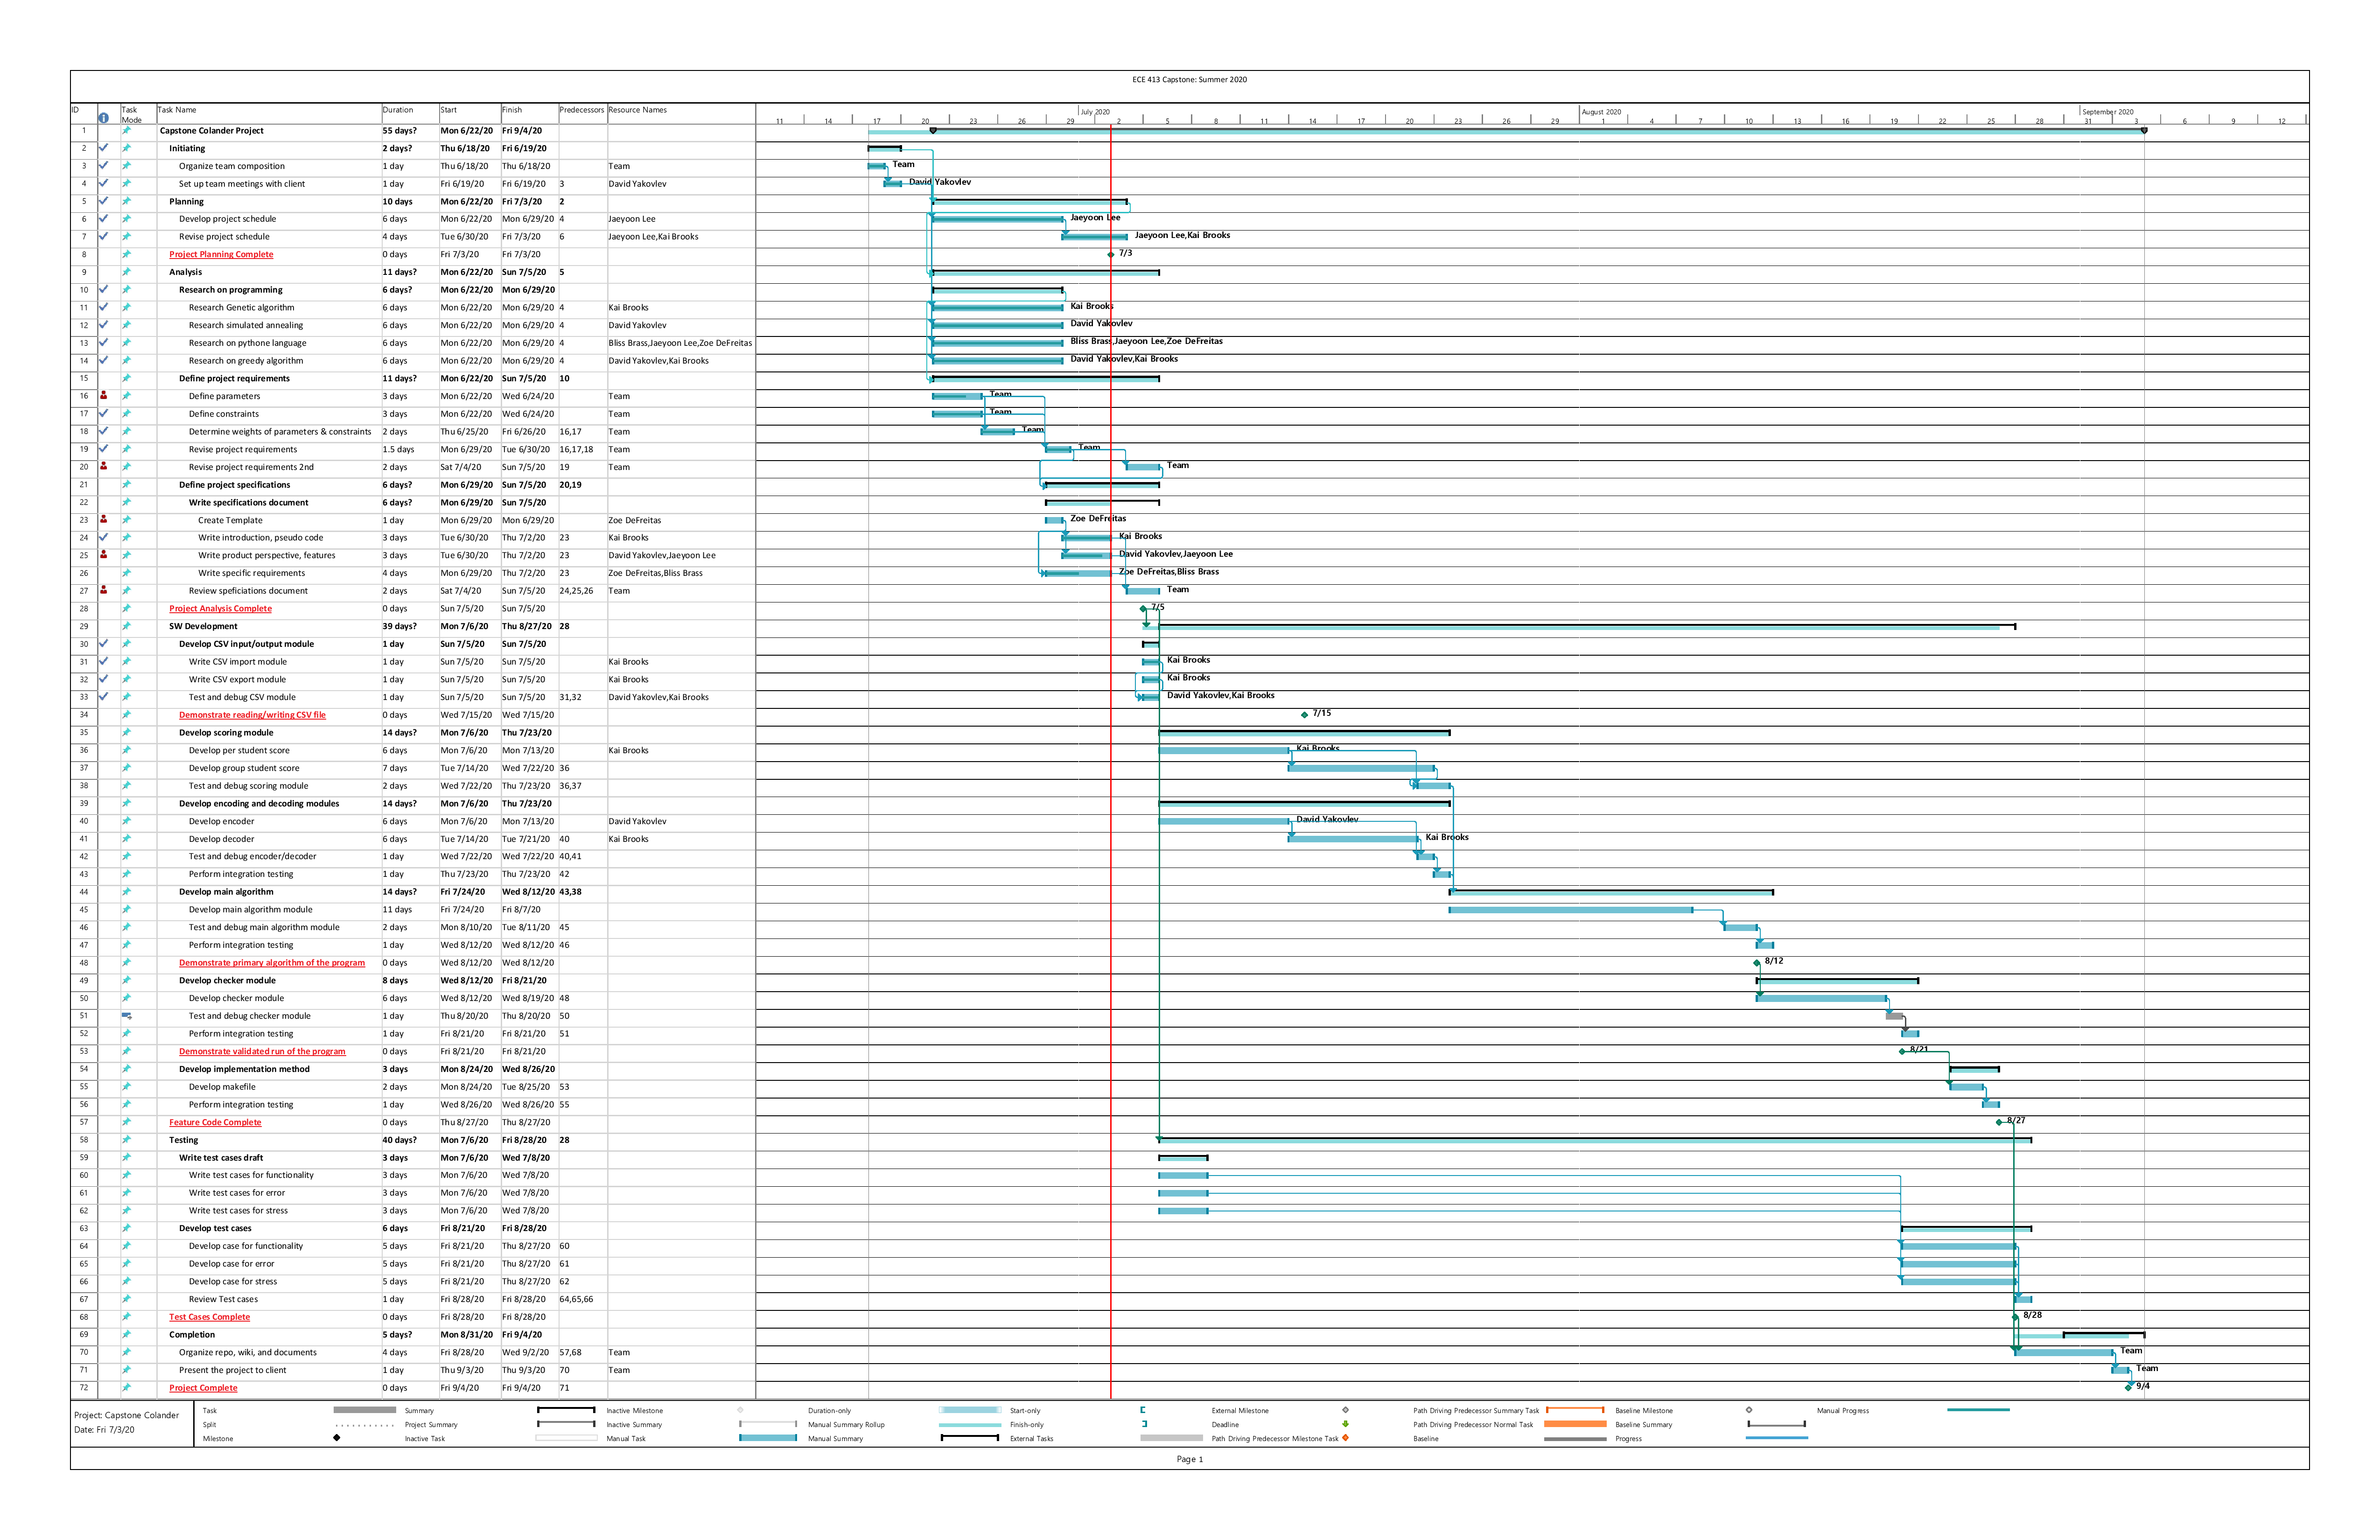 ECE 413 Capstone: Summer 2020
ID Task Mode Task Name Duration Start Finish Predecessors Resource Names
July 2020 August 2020 September 2020
11 14 17 20 23 26 29 2 5 8 11 14 17 20 23 26 29 1 4 7 10 13 16 19 22 25 28 31 3 6 9 12
1 Capstone Colander Project 55 days? Mon 6/22/20 Fri 9/4/20
2 Initiating 2 days? Thu 6/18/20 Fri 6/19/20
3 Organize team composition 1 day Thu 6/18/20 Thu 6/18/20 Team Team
4 Set up team meetings with client 1 day Fri 6/19/20 Fri 6/19/20 3 David Yakovlev David Yakovlev
5 Planning 10 days Mon 6/22/20 Fri 7/3/20 2
6 Develop project schedule 6 days Mon 6/22/20 Mon 6/29/20 4 Jaeyoon Lee Jaeyoon Lee
7 Revise project schedule 4 days Tue 6/30/20 Fri 7/3/20 6 Jaeyoon Lee,Kai Brooks Jaeyoon Lee,Kai Brooks
8 Project Planning Complete 0 days Fri 7/3/20 Fri 7/3/20 7/3
9 Analysis 11 days? Mon 6/22/20 Sun 7/5/20 5
10 Research on programming 6 days? Mon 6/22/20 Mon 6/29/20
11 Research Genetic algorithm 6 days Mon 6/22/20 Mon 6/29/20 4 Kai Brooks Kai Brooks
12 Research simulated annealing 6 days Mon 6/22/20 Mon 6/29/20 4 David Yakovlev David Yakovlev
13 Research on pythone language 6 days Mon 6/22/20 Mon 6/29/20 4 Bliss Brass,Jaeyoon Lee,Zoe DeFreitas Bliss Brass,Jaeyoon Lee,Zoe DeFreitas
14 Research on greedy algorithm 6 days Mon 6/22/20 Mon 6/29/20 4 David Yakovlev,Kai Brooks David Yakovlev,Kai Brooks
15 Define project requirements 11 days? Mon 6/22/20 Sun 7/5/20 10
16 Define parameters 3 days Mon 6/22/20 Wed 6/24/20 Team Team
17 Define constraints 3 days Mon 6/22/20 Wed 6/24/20 Team Team
18 Determine weights of parameters & constraints 2 days Thu 6/25/20 Fri 6/26/20 16,17 Team Team
19 Revise project requirements 1.5 days Mon 6/29/20 Tue 6/30/20 16,17,18 Team Team
20 Revise project requirements 2nd 2 days Sat 7/4/20 Sun 7/5/20 19 Team Team
21 Define project specifications 6 days? Mon 6/29/20 Sun 7/5/20 20,19
22 Write specifications document 6 days? Mon 6/29/20 Sun 7/5/20
23 Create Template 1 day Mon 6/29/20 Mon 6/29/20 Zoe DeFreitas Zoe DeFreitas
24 Write introduction, pseudo code 3 days Tue 6/30/20 Thu 7/2/20 23 Kai Brooks Kai Brooks
25 Write product perspective, features 3 days Tue 6/30/20 Thu 7/2/20 23 David Yakovlev,Jaeyoon Lee David Yakovlev,Jaeyoon Lee
26 Write specific requirements 4 days Mon 6/29/20 Thu 7/2/20 23 Zoe DeFreitas,Bliss Brass Zoe DeFreitas,Bliss Brass
27 Review speficiations document 2 days Sat 7/4/20 Sun 7/5/20 24,25,26 Team Team
28 Project Analysis Complete 0 days Sun 7/5/20 Sun 7/5/20 7/5
29 SW Development 39 days? Mon 7/6/20 Thu 8/27/20 28
30 Develop CSV input/output module 1 day Sun 7/5/20 Sun 7/5/20
31 Write CSV import module 1 day Sun 7/5/20 Sun 7/5/20 Kai Brooks Kai Brooks
32 Write CSV export module 1 day Sun 7/5/20 Sun 7/5/20 Kai Brooks Kai Brooks
33 Test and debug CSV module 1 day Sun 7/5/20 Sun 7/5/20 31,32 David Yakovlev,Kai Brooks David Yakovlev,Kai Brooks
34 Demonstrate reading/writing CSV file 0 days Wed 7/15/20 Wed 7/15/20 7/15
35 Develop scoring module 14 days? Mon 7/6/20 Thu 7/23/20
36 Develop per student score 6 days Mon 7/6/20 Mon 7/13/20 Kai Brooks Kai Brooks
37 Develop group student score 7 days Tue 7/14/20 Wed 7/22/20 36
38 Test and debug scoring module 2 days Wed 7/22/20 Thu 7/23/20 36,37
39 Develop encoding and decoding modules 14 days? Mon 7/6/20 Thu 7/23/20
40 Develop encoder 6 days Mon 7/6/20 Mon 7/13/20 David Yakovlev David Yakovlev
41 Develop decoder 6 days Tue 7/14/20 Tue 7/21/20 40 Kai Brooks Kai Brooks
42 Test and debug encoder/decoder 1 day Wed 7/22/20 Wed 7/22/20 40,41
43 Perform integration testing 1 day Thu 7/23/20 Thu 7/23/20 42
44 Develop main algorithm 14 days? Fri 7/24/20 Wed 8/12/20 43,38
45 Develop main algorithm module 11 days Fri 7/24/20 Fri 8/7/20
46 Test and debug main algorithm module 2 days Mon 8/10/20 Tue 8/11/20 45
47 Perform integration testing 1 day Wed 8/12/20 Wed 8/12/20 46
48 Demonstrate primary algorithm of the program 0 days Wed 8/12/20 Wed 8/12/20 8/12
49 Develop checker module 8 days Wed 8/12/20 Fri 8/21/20
50 Develop checker module 6 days Wed 8/12/20 Wed 8/19/20 48
51 Test and debug checker module 1 day Thu 8/20/20 Thu 8/20/20 50
52 Perform integration testing 1 day Fri 8/21/20 Fri 8/21/20 51
53 Demonstrate validated run of the program 0 days Fri 8/21/20 Fri 8/21/20 8/21
54 Develop implementation method 3 days Mon 8/24/20 Wed 8/26/20
55 Develop makefile 2 days Mon 8/24/20 Tue 8/25/20 53
56 Perform integration testing 1 day Wed 8/26/20 Wed 8/26/20 55
57 Feature Code Complete 0 days Thu 8/27/20 Thu 8/27/20 8/27
58 Testing 40 days? Mon 7/6/20 Fri 8/28/20 28
59 Write test cases draft 3 days Mon 7/6/20 Wed 7/8/20
60 Write test cases for functionality 3 days Mon 7/6/20 Wed 7/8/20
61 Write test cases for error 3 days Mon 7/6/20 Wed 7/8/20
62 Write test cases for stress 3 days Mon 7/6/20 Wed 7/8/20
63 Develop test cases 6 days Fri 8/21/20 Fri 8/28/20
64 Develop case for functionality 5 days Fri 8/21/20 Thu 8/27/20 60
65 Develop case for error 5 days Fri 8/21/20 Thu 8/27/20 61
66 Develop case for stress 5 days Fri 8/21/20 Thu 8/27/20 62
67 Review Test cases 1 day Fri 8/28/20 Fri 8/28/20 64,65,66
68 Test Cases Complete 0 days Fri 8/28/20 Fri 8/28/20 8/28
69 Completion 5 days? Mon 8/31/20 Fri 9/4/20
70 Organize repo, wiki, and documents 4 days Fri 8/28/20 Wed 9/2/20 57,68 Team Team
71 Present the project to client 1 day Thu 9/3/20 Thu 9/3/20 70 Team Team
72 Project Complete 0 days Fri 9/4/20 Fri 9/4/20 71 9/4
Project: Capstone Colander
Date: Fri 7/3/20
Task Summary Inactive Milestone Duration-only Start-only External Milestone Path Driving Predecessor Summary Task Baseline Milestone Manual Progress
Split Project Summary Inactive Summary Manual Summary Rollup Finish-only Deadline Path Driving Predecessor Normal Task Baseline Summary
Milestone Inactive Task Manual Task Manual Summary External Tasks Path Driving Predecessor Milestone Task Baseline Progress
Page 1